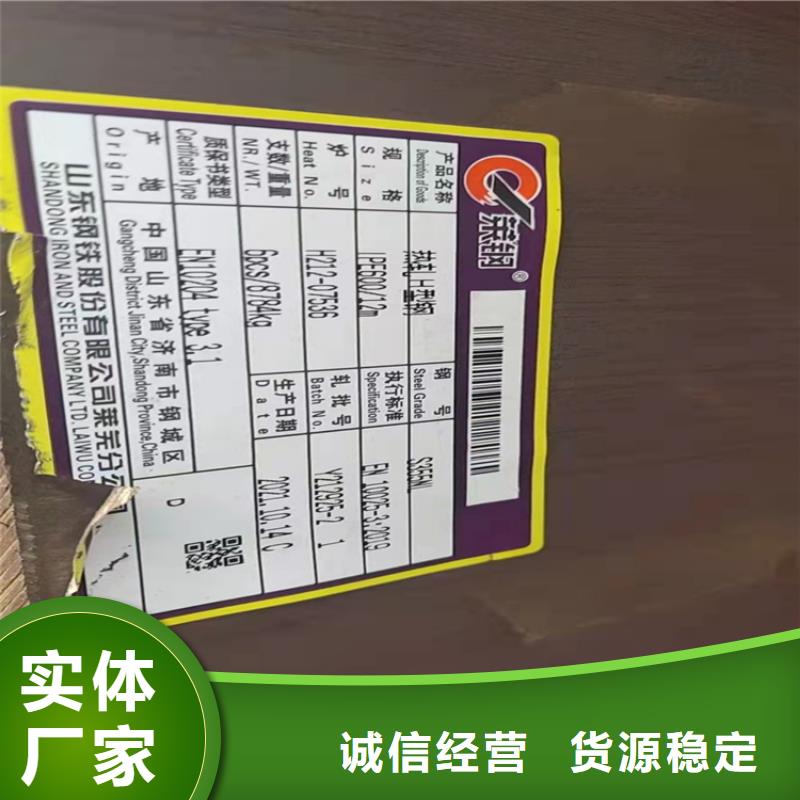 莱钢®
产品名称 热轧H型钢 钢号 S355NL
Description of Goods Steel Grade
规格 IPE600/12m 执行标准 EN 10025-3:2019
Size Specification
炉号 H212-07536 轧批号 Y212925-2 1
Heat No. Batch No.
支数/重量 6pcs/8784kg 生产日期 2021.10.14 C
NR./WT. Date
质保书类型 EN10204 type 3.1
Certificate Type
产地 中国山东省济南市钢城区 D
Origin Gangcheng District, Jinan City, Shandong Province, China
山东钢铁股份有限公司莱芜分公司
SHANDONG IRON AND STEEL COMPANY LTD. LAIWU CO
实体
厂家
诚信经营 货源稳定